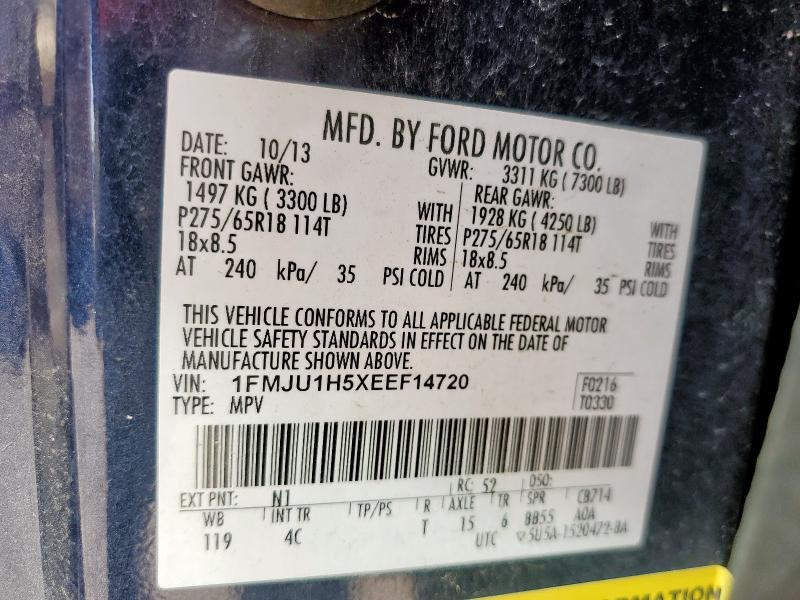 MFD. BY FORD MOTOR CO.
DATE: 10/13 GVWR: 3311 KG ( 7300 LB)
FRONT GAWR: REAR GAWR:
1497 KG ( 3300 LB) WITH 1928 KG ( 4250 LB) WITH
P275/65R18 114T TIRES P275/65R18 114T TIRES
18x8.5 RIMS 18x8.5 RIMS
AT 240 kPa/ 35 PSI COLD AT 240 kPa/ 35 PSI COLD
THIS VEHICLE CONFORMS TO ALL APPLICABLE FEDERAL MOTOR
VEHICLE SAFETY STANDARDS IN EFFECT ON THE DATE OF
MANUFACTURE SHOWN ABOVE.
VIN: 1FMJU1H5XEEF14720 F0216
TYPE: MPV T0330
EXT PNT: N1 RC: 52 DSO:
WB INT TR TP/PS R AXLE TR SPR CB714
119 4C T 15 6 BB55 AOA
UTC 5U5A-1520472-BA